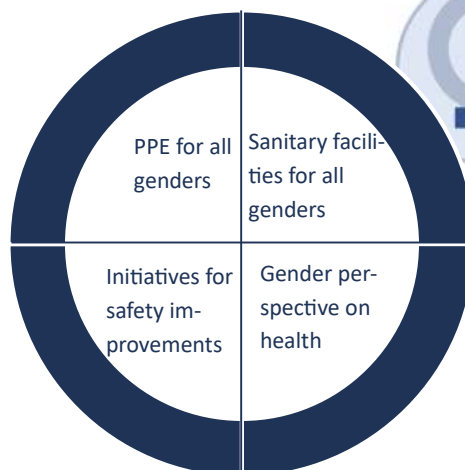 PPE for all
genders
Sanitary facili-
ties for all
genders
Initiatives for
safety im-
provements
Gender per-
spective on
health